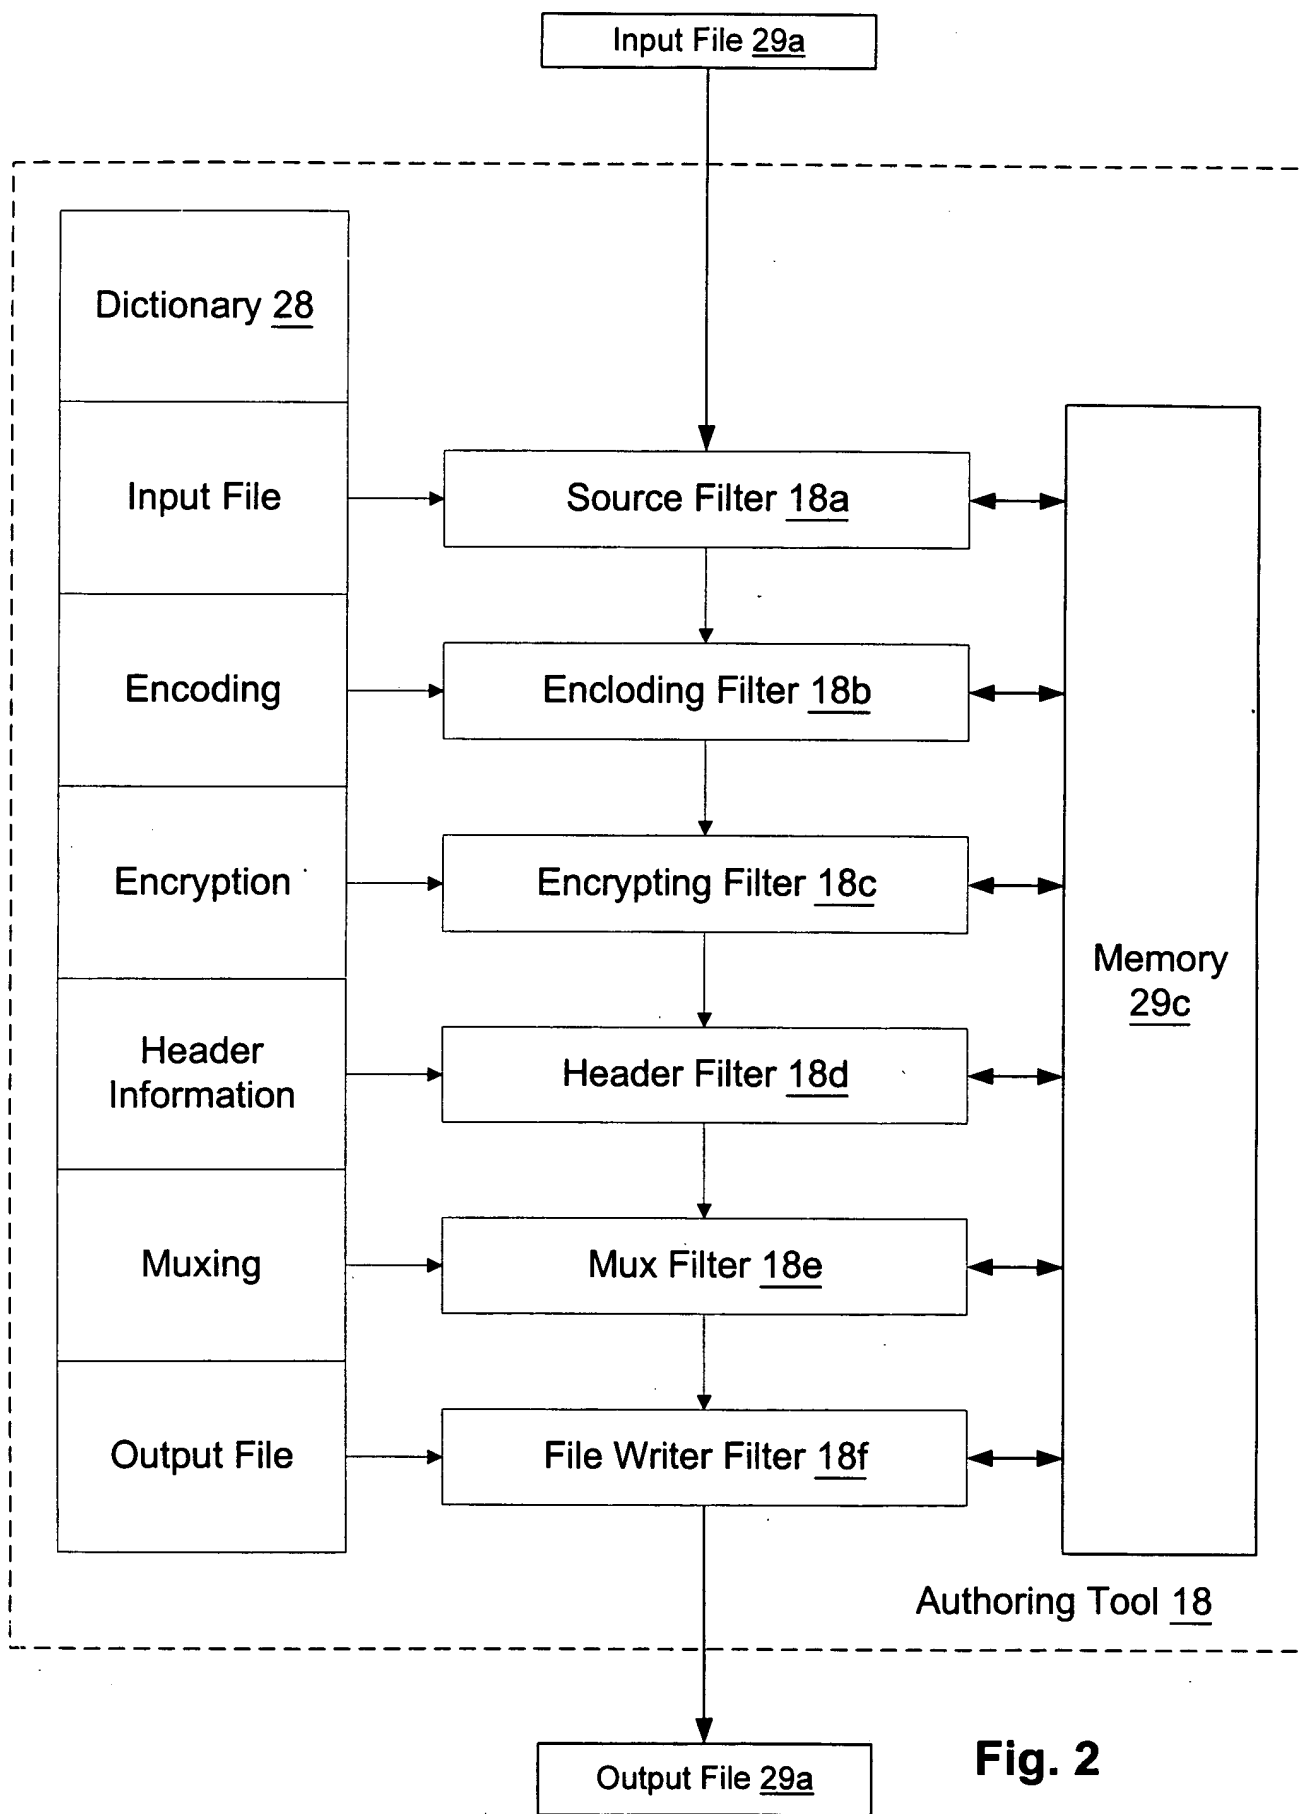 Input File 29a
Dictionary 28
Input File
Source Filter 18a
Encoding
Encloding Filter 18b
Encryption
Encrypting Filter 18c
Memory
29c
Header
Information
Header Filter 18d
Muxing
Mux Filter 18e
Output File
File Writer Filter 18f
Authoring Tool 18
Output File 29a
Fig. 2